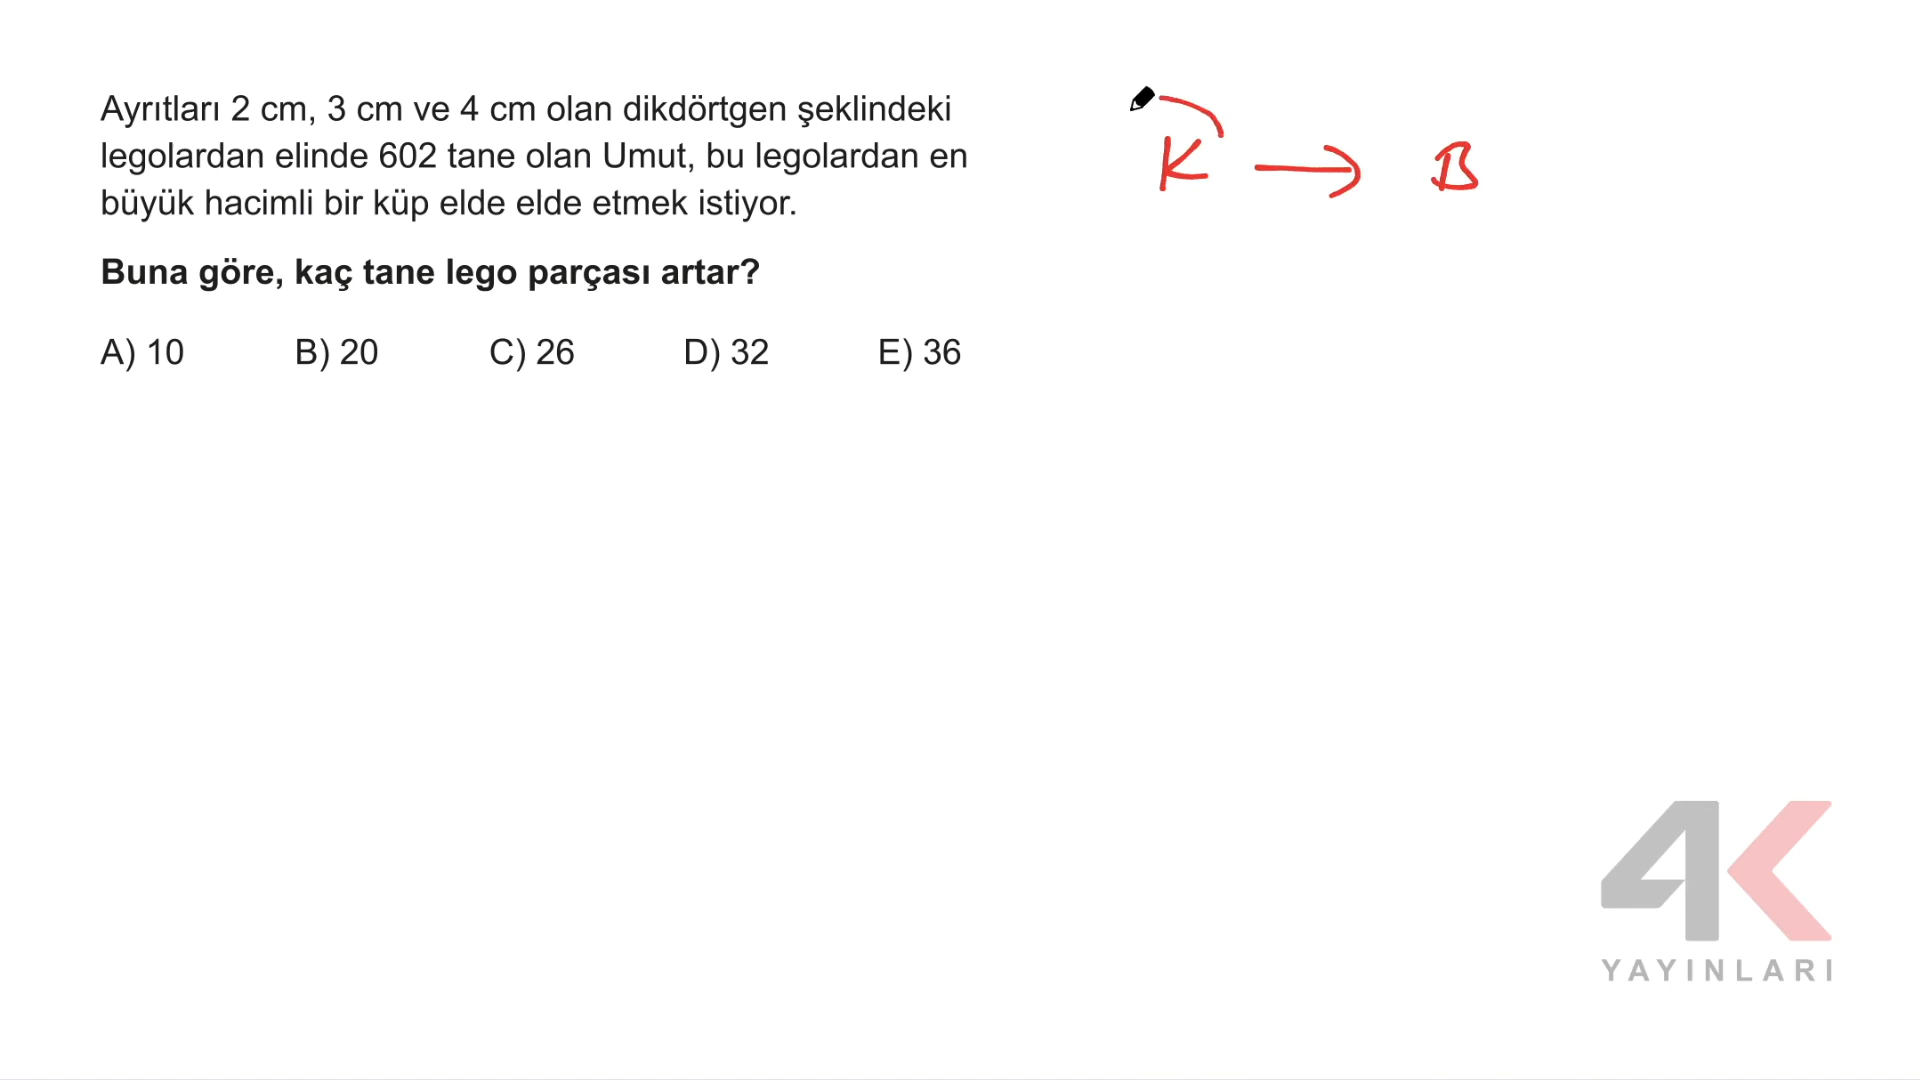 Ayrıtları 2 cm, 3 cm ve 4 cm olan dikdörtgen şeklindeki
legolardan elinde 602 tane olan Umut, bu legolardan en
büyük hacimli bir küp elde elde etmek istiyor.
Buna göre, kaç tane lego parçası artar?
A) 10 B) 20 C) 26 D) 32 E) 36
K → B
4K
YAYINLARI